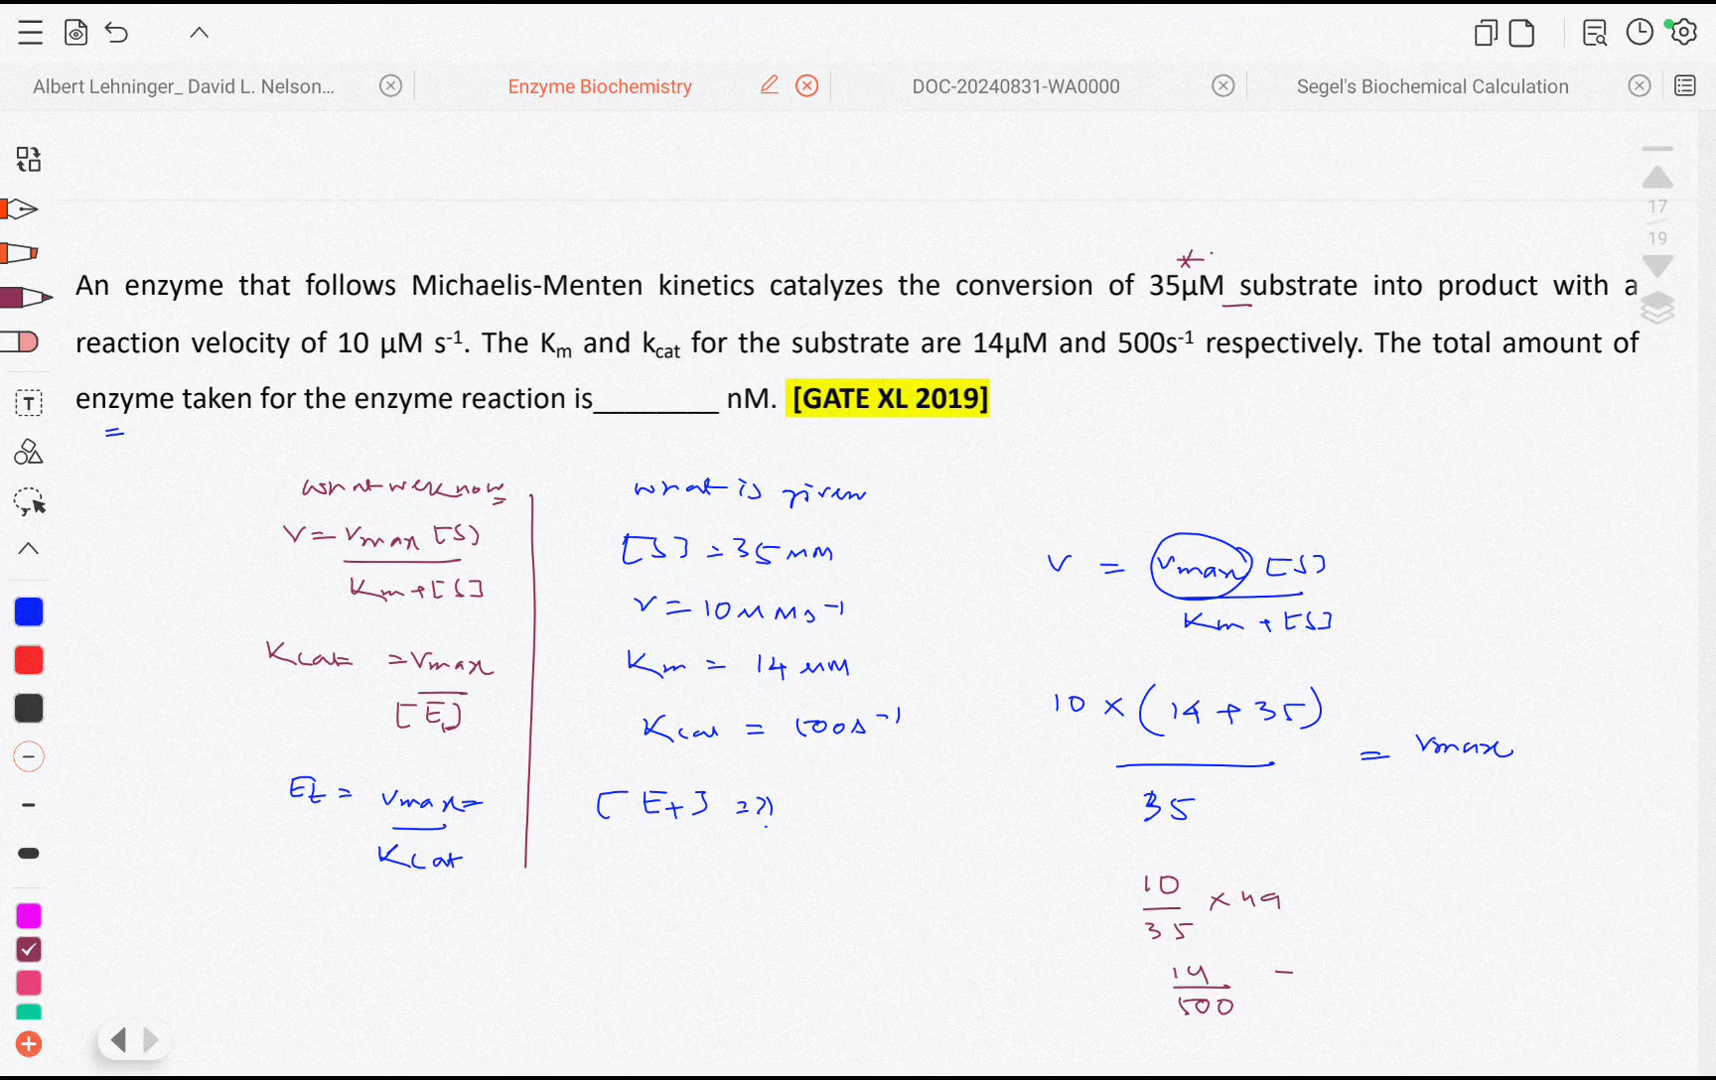 Albert Lehninger_ David L. Nelson...
Enzyme Biochemistry
DOC-20240831-WA0000
Segel's Biochemical Calculation
17
19
An enzyme that follows Michaelis-Menten kinetics catalyzes the conversion of 35µM substrate into product with a
reaction velocity of 10 µM s-1. The Km and kcat for the substrate are 14µM and 500s-1 respectively. The total amount of
enzyme taken for the enzyme reaction is________ nM. [GATE XL 2019]
what we know
V = Vmax [S]
Km + [S]
Kcat = Vmax
[Et]
Et = Vmax =
Kcat
what is given
[S] = 35 µM
V = 10 µM s-1
Km = 14 µM
Kcat = 500s-1
[Et] = ?
V = Vmax [S]
Km + [S]
10 × (14 + 35)
= Vmax
35
10
× 49
35
14
500
T